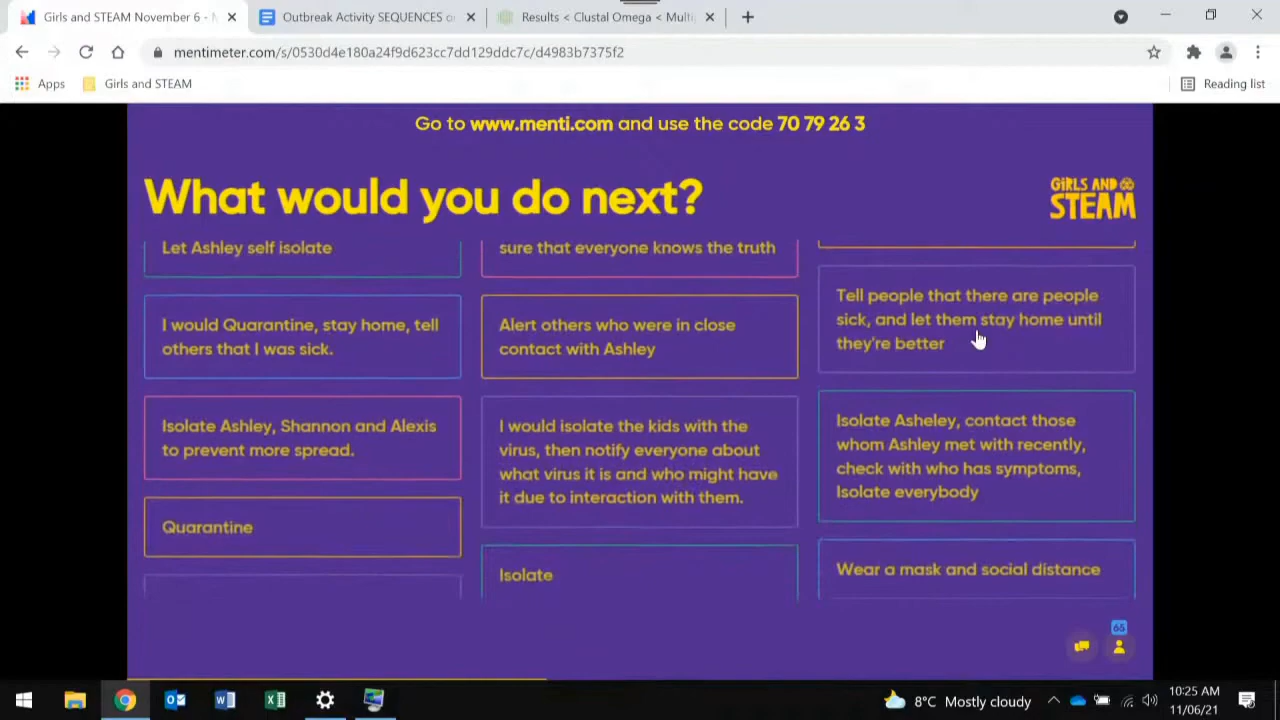 Girls and STEAM November 6 -
Outbreak Activity SEQUENCES
Results < Clustal Omega < Mult
mentimeter.com/s/0530d4e180a24f9d623cc7dd129ddc7c/d4983b7375f2
Apps
Girls and STEAM
Reading list
Go to www.menti.com and use the code 70 79 26 3
What would you do next?
GiRLS AND
STEAM
Let Ashley self isolate
I would Quarantine, stay home, tell
others that I was sick.
Isolate Ashley, Shannon and Alexis
to prevent more spread.
Quarantine
sure that everyone knows the truth
Alert others who were in close
contact with Ashley
I would isolate the kids with the
virus, then notify everyone about
what virus it is and who might have
it due to interaction with them.
Isolate
Tell people that there are people
sick, and let them stay home until
they're better
Isolate Asheley, contact those
whom Ashley met with recently,
check with who has symptoms,
Isolate everybody
Wear a mask and social distance
65
8°C Mostly cloudy
10:25 AM
11/06/21